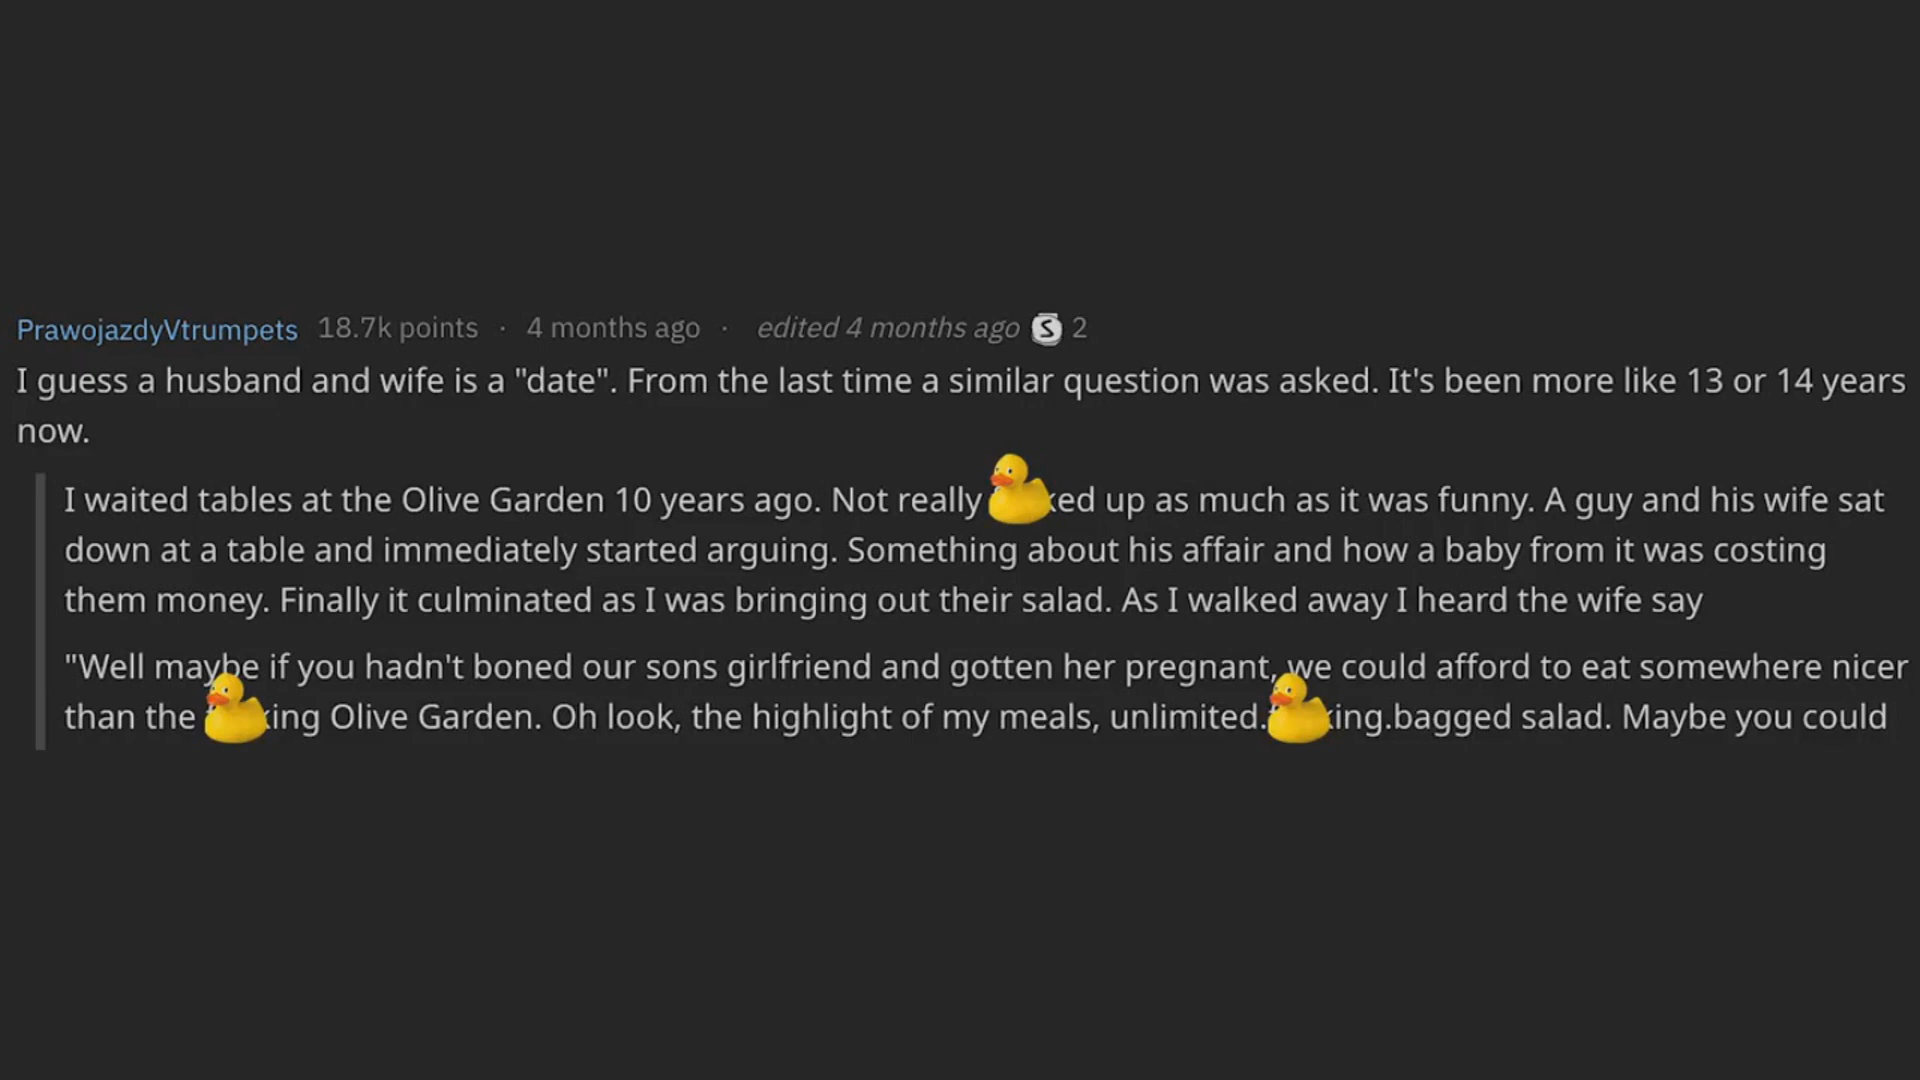 PrawojazdyVtrumpets 18.7k points · 4 months ago · edited 4 months ago S 2
I guess a husband and wife is a "date". From the last time a similar question was asked. It's been more like 13 or 14 years
now.
I waited tables at the Olive Garden 10 years ago. Not really ked up as much as it was funny. A guy and his wife sat
down at a table and immediately started arguing. Something about his affair and how a baby from it was costing
them money. Finally it culminated as I was bringing out their salad. As I walked away I heard the wife say
"Well maybe if you hadn't boned our sons girlfriend and gotten her pregnant, we could afford to eat somewhere nicer
than the king Olive Garden. Oh look, the highlight of my meals, unlimited. king.bagged salad. Maybe you could